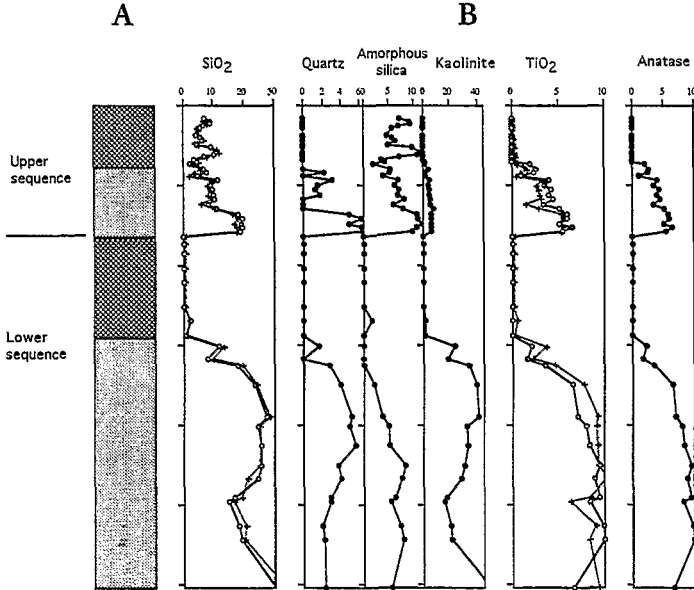 A B
SiO2 Quartz Amorphous silica Kaolinite TiO2 Anatase
0 10 20 30 0 2 4 6 0 5 10 0 20 40 0 5 10 0 5 10
Upper sequence
Lower sequence